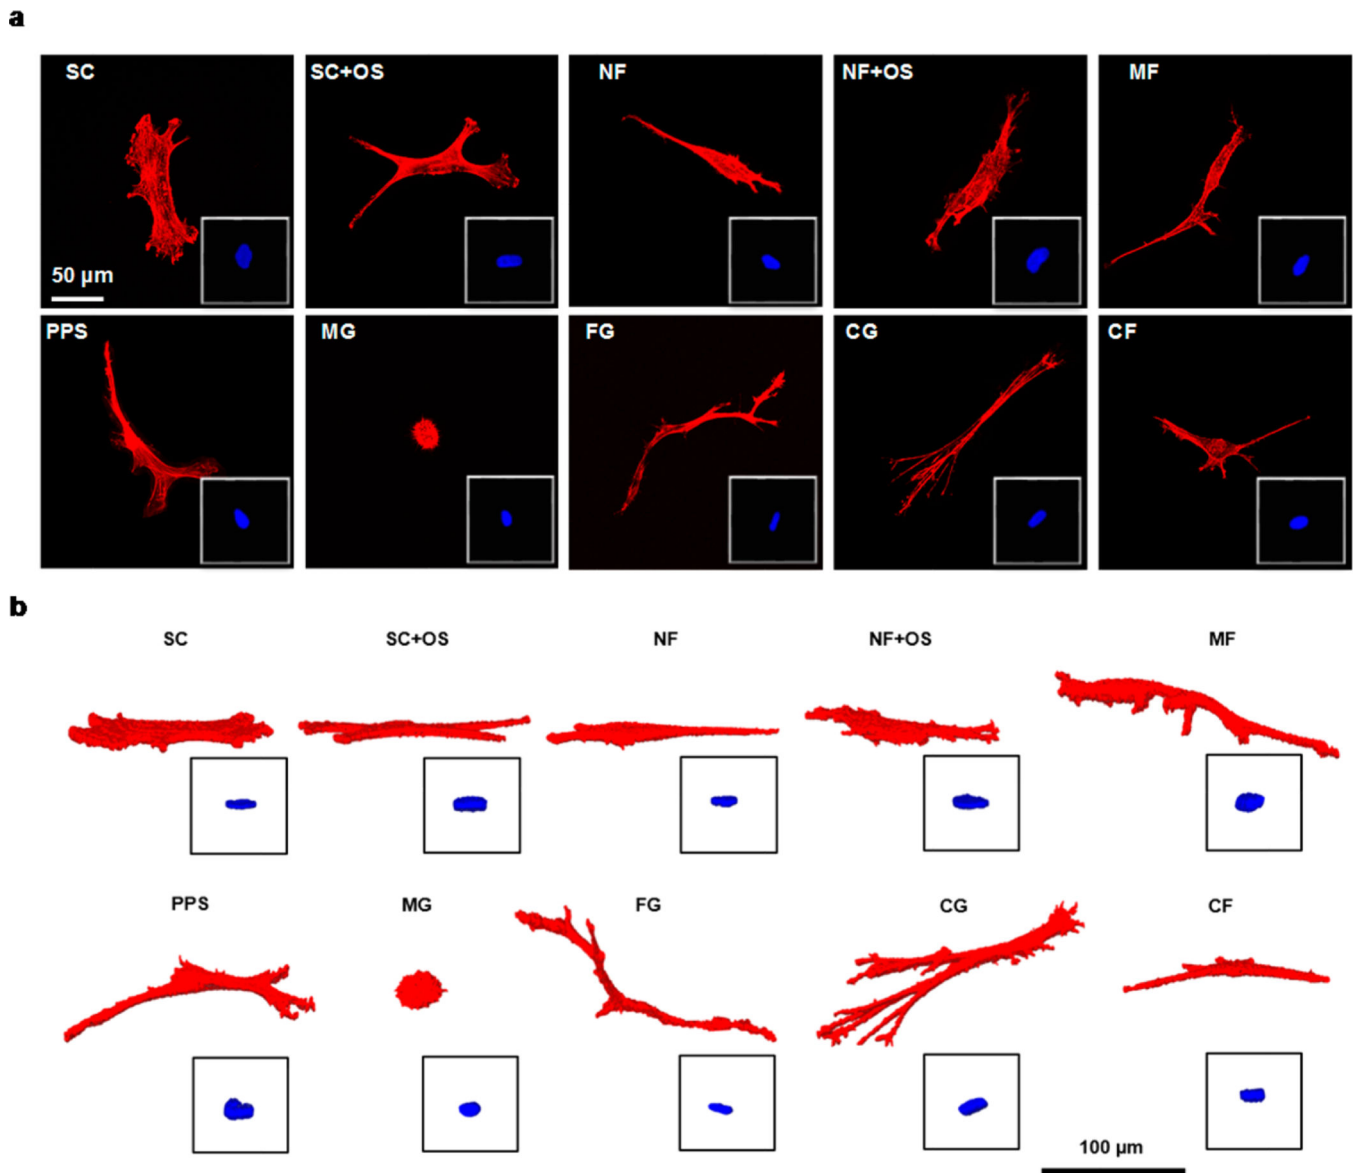 a
SC SC+OS NF NF+OS MF
50 µm
PPS MG FG CG CF
b
SC SC+OS NF NF+OS MF
PPS MG FG CG CF
100 µm